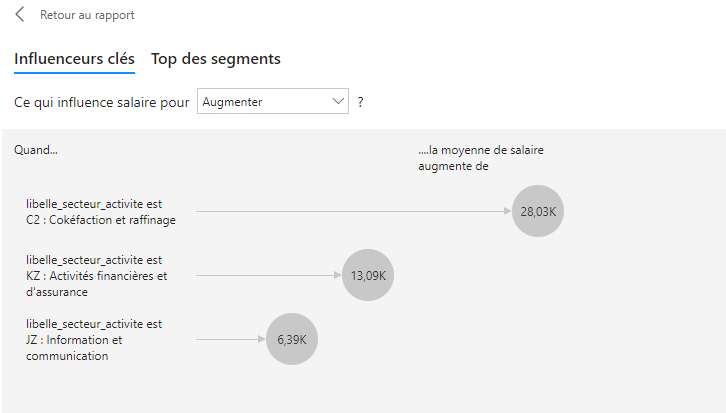 Retour au rapport
Influenceurs clés Top des segments
Ce qui influence salaire pour Augmenter ?
Quand...
....la moyenne de salaire
augmente de
libelle_secteur_activite est
C2 : Cokéfaction et raffinage
28,03K
libelle_secteur_activite est
KZ : Activités financières et
d'assurance
13,09K
libelle_secteur_activite est
JZ : Information et
communication
6,39K